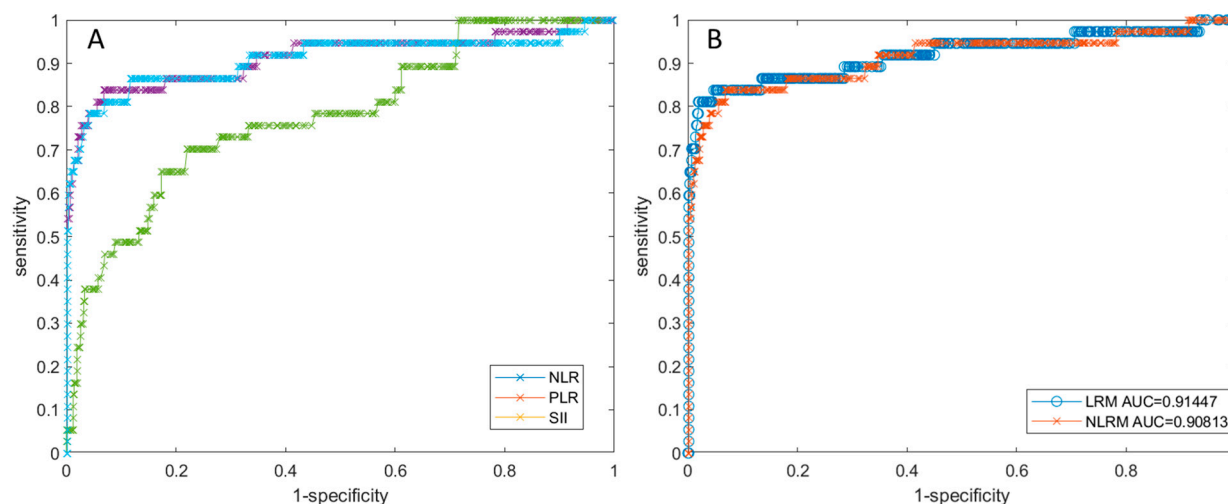 A
1
0.9
0.8
0.7
0.6
0.5
0.4
0.3
0.2
0.1
0
sensitivity
0 0.2 0.4 0.6 0.8 1
1-specificity
NLR
PLR
SII
B
1
0.9
0.8
0.7
0.6
0.5
0.4
0.3
0.2
0.1
0
sensitivity
0 0.2 0.4 0.6 0.8
1-specificity
LRM AUC=0.91447
NLRM AUC=0.90813